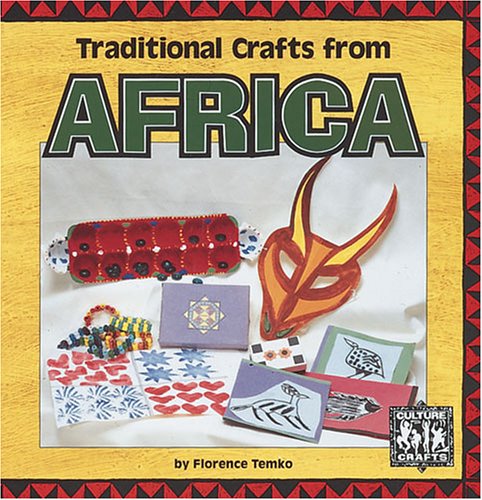 Traditional Crafts from
AFRICA
by Florence Temko
CULTURE
CRAFTS